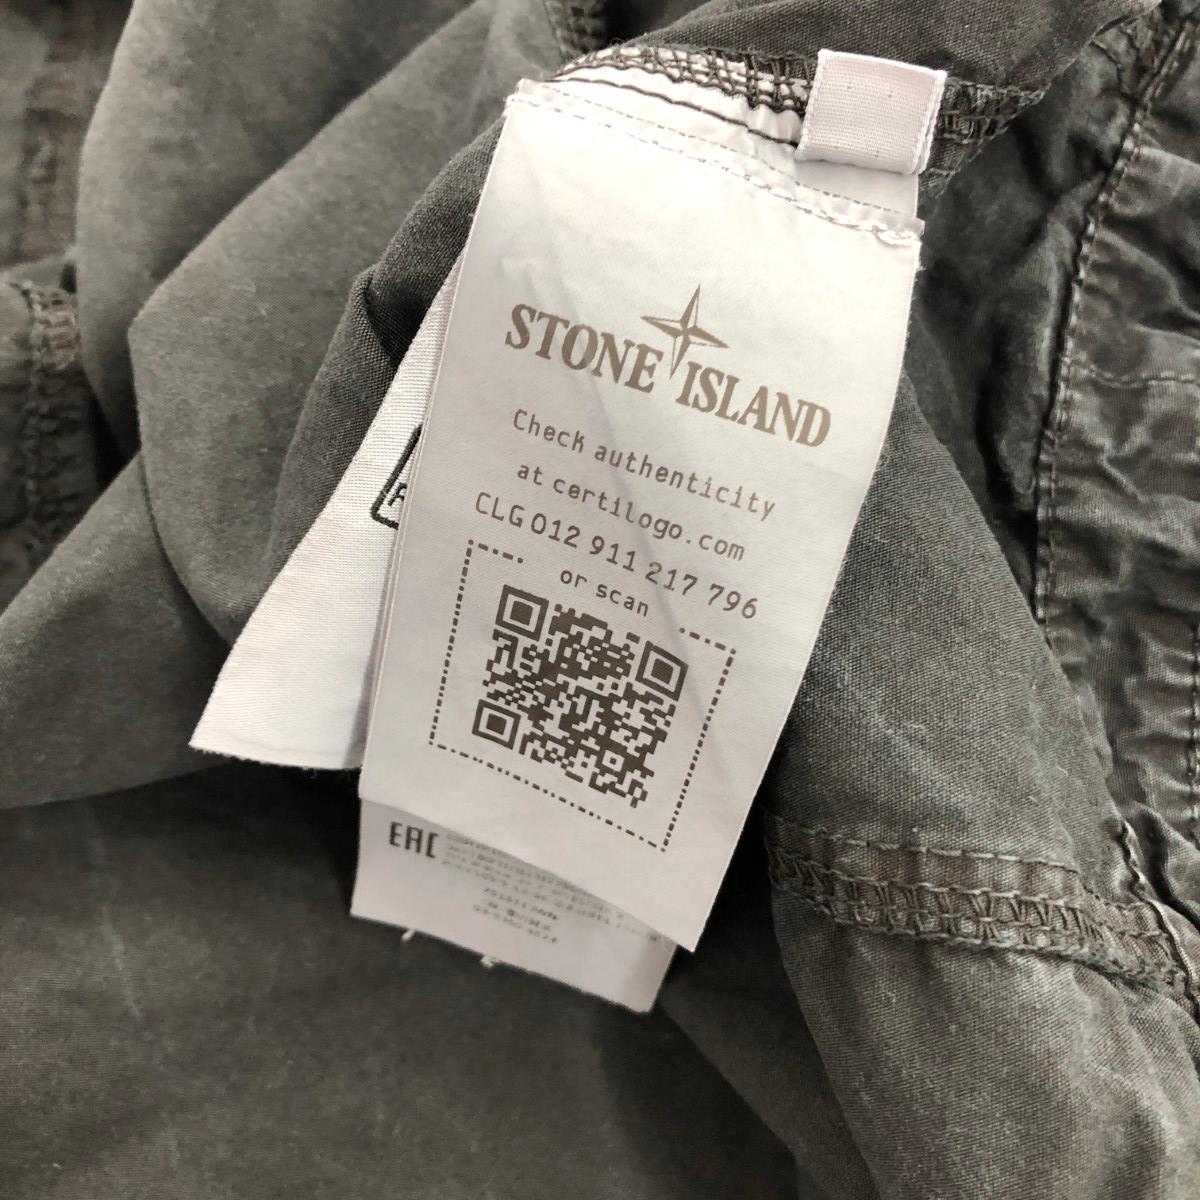 STONE ISLAND
Check authenticity
at certilogo.com
CLG 012 911 217 796
or scan
EAC